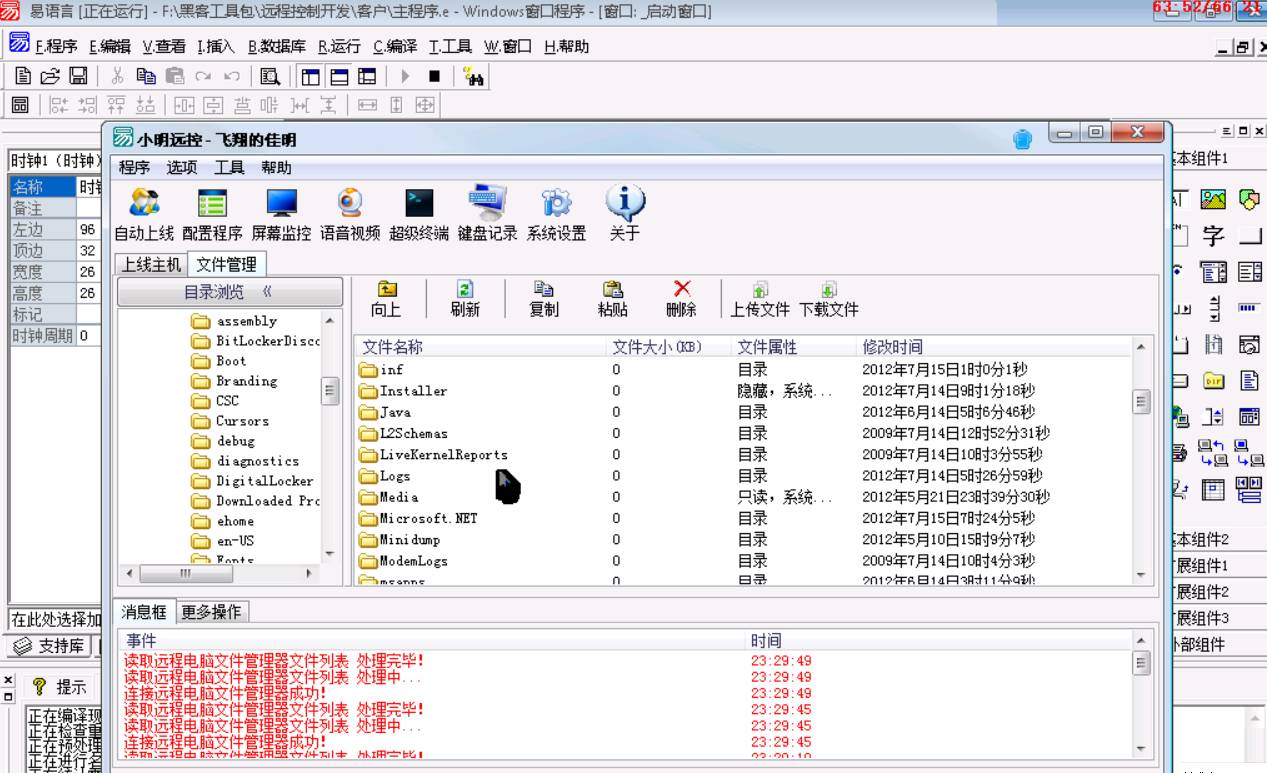 易语言 [正在运行] - F:\黑客工具包\远程控制开发\客户\主程序.e - Windows窗口程序 - [窗口: _启动窗口]
63:52/66:21
F.程序 E.编辑 V.查看 I.插入 B.数据库 R.运行 C.编译 T.工具 W.窗口 H.帮助
小明远控 - 飞翔的佳明
程序 选项 工具 帮助
自动上线 配置程序 屏幕监控 语音视频 超级终端 键盘记录 系统设置 关于
上线主机 文件管理
目录浏览 《
向上 刷新 复制 粘贴 删除 上传文件 下载文件
assembly
BitLockerDisco
Boot
Branding
CSC
Cursors
debug
diagnostics
DigitalLocker
Downloaded Pro
ehome
en-US
Fonts
文件名称 文件大小(KB) 文件属性 修改时间
inf 0 目录 2012年7月15日1时0分1秒
Installer 0 隐藏,系统... 2012年7月14日9时1分18秒
Java 0 目录 2012年6月14日5时6分46秒
L2Schemas 0 目录 2009年7月14日12时52分31秒
LiveKernelReports 0 目录 2009年7月14日10时3分55秒
Logs 0 目录 2012年7月14日5时26分59秒
Media 0 只读,系统... 2012年5月21日23时39分30秒
Microsoft.NET 0 目录 2012年7月15日7时24分5秒
Minidump 0 目录 2012年5月10日15时9分7秒
ModemLogs 0 目录 2009年7月14日10时4分3秒
msapps 0 目录 2012年6月14日3时11分9秒
消息框 更多操作
事件 时间
读取远程电脑文件管理器文件列表 处理完毕! 23:29:49
读取远程电脑文件管理器文件列表 处理中... 23:29:49
连接远程电脑文件管理器成功! 23:29:49
读取远程电脑文件管理器文件列表 处理完毕! 23:29:45
读取远程电脑文件管理器文件列表 处理中... 23:29:45
连接远程电脑文件管理器成功! 23:29:45
读取远程电脑文件管理器文件列表 处理完毕!
时钟1（时钟）
名称 时钟
备注
左边 96
顶边 32
宽度 26
高度 26
标记
时钟周期 0
在此处选择加
支持库
提示
正在编译现
正在检查重
正在预处理
正在进行名
基本组件1
字
基本组件2
扩展组件1
扩展组件2
扩展组件3
外部组件